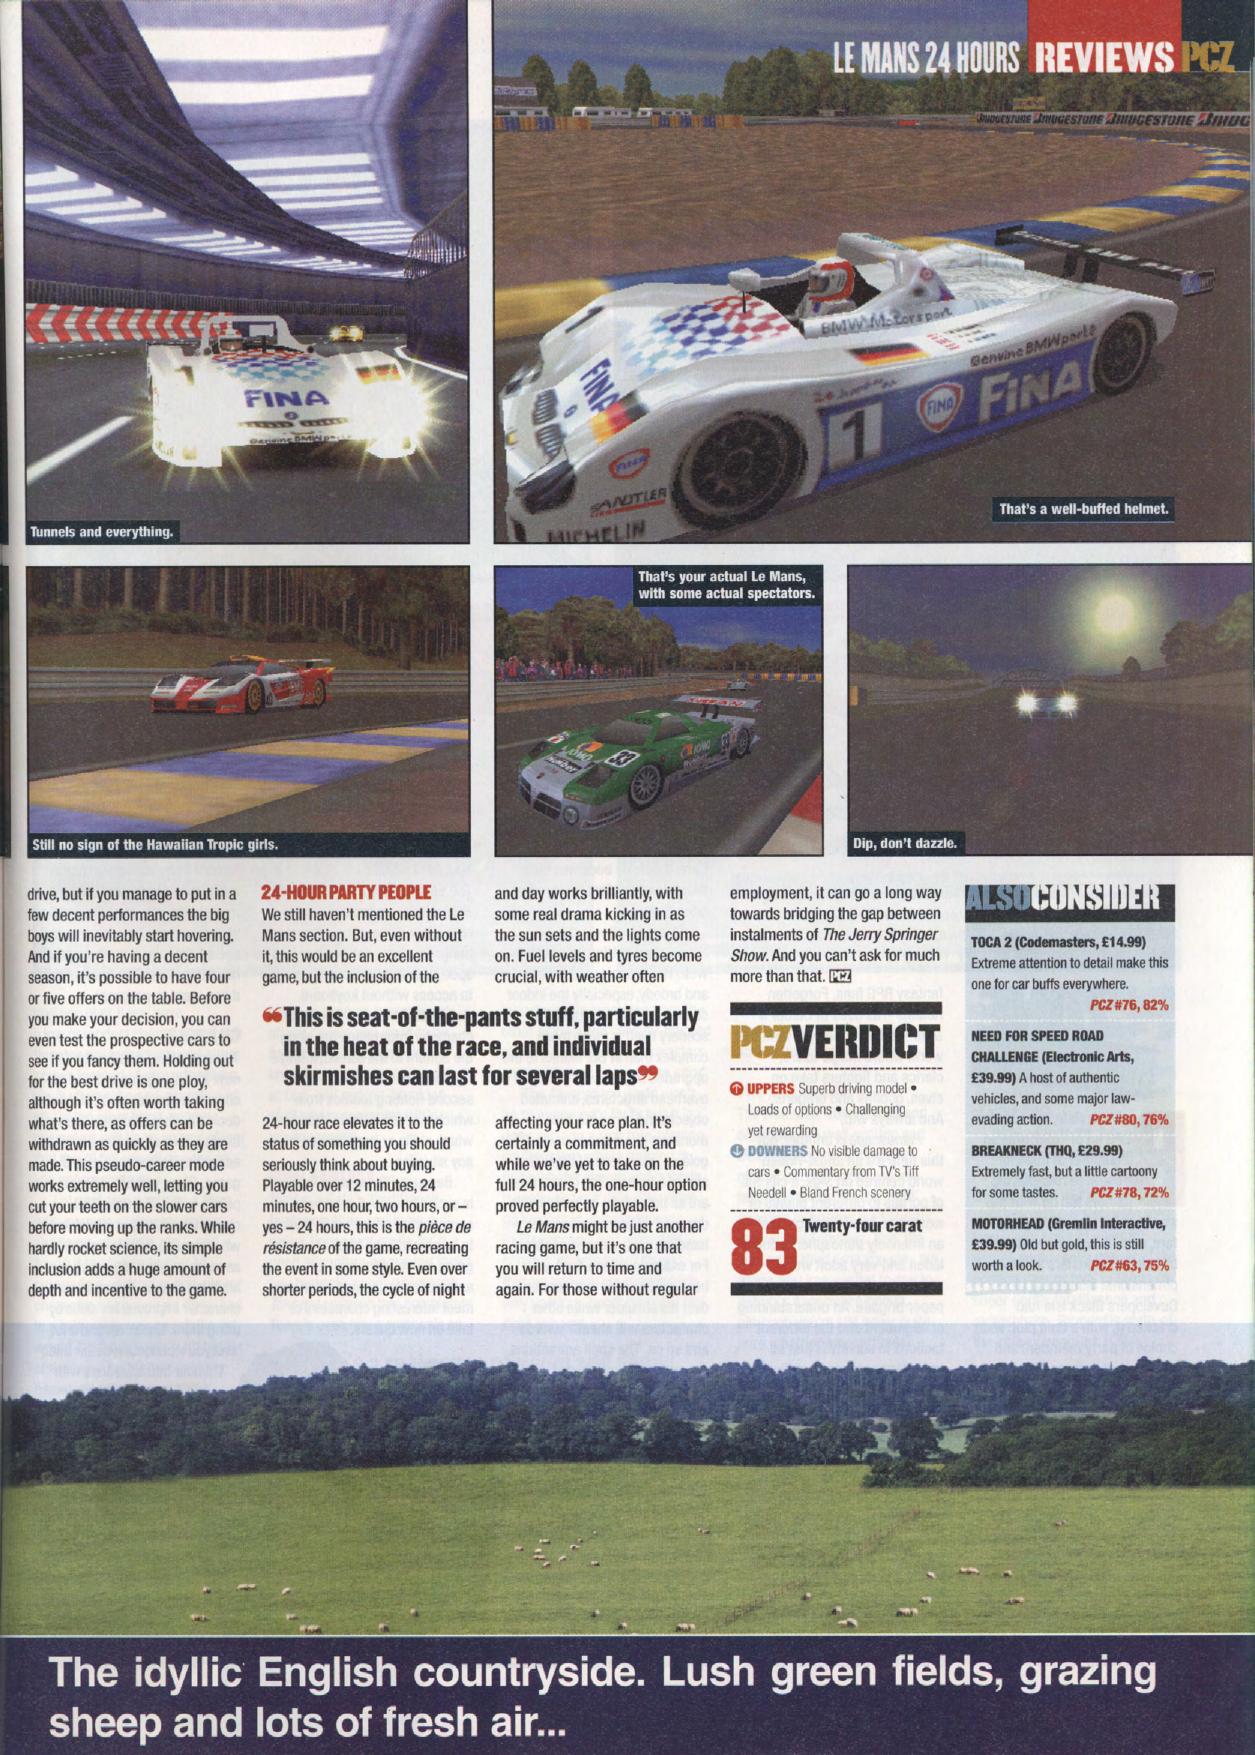 LE MANS 24 HOURS REVIEWS PCZ
BRIDGESTONE BRIDGESTONE BRIDGESTONE
FINA
Genuine BMW parts
Tunnels and everything.
BMW Motorsport
Genuine BMW parts
FINA
1
FINA
FINA
FINA
MICHELIN
That's a well-buffed helmet.
Still no sign of the Hawaiian Tropic girls.
That's your actual Le Mans,
with some actual spectators.
JOMO
33
Dip, don't dazzle.
drive, but if you manage to put in a
few decent performances the big
boys will inevitably start hovering.
And if you're having a decent
season, it's possible to have four
or five offers on the table. Before
you make your decision, you can
even test the prospective cars to
see if you fancy them. Holding out
for the best drive is one ploy,
although it's often worth taking
what's there, as offers can be
withdrawn as quickly as they are
made. This pseudo-career mode
works extremely well, letting you
cut your teeth on the slower cars
before moving up the ranks. While
hardly rocket science, its simple
inclusion adds a huge amount of
depth and incentive to the game.
24-HOUR PARTY PEOPLE
We still haven't mentioned the Le
Mans section. But, even without
it, this would be an excellent
game, but the inclusion of the
24-hour race elevates it to the
status of something you should
seriously think about buying.
Playable over 12 minutes, 24
minutes, one hour, two hours, or –
yes – 24 hours, this is the pièce de
résistance of the game, recreating
the event in some style. Even over
shorter periods, the cycle of night
and day works brilliantly, with
some real drama kicking in as
the sun sets and the lights come
on. Fuel levels and tyres become
crucial, with weather often
“This is seat-of-the-pants stuff, particularly
in the heat of the race, and individual
skirmishes can last for several laps”
affecting your race plan. It's
certainly a commitment, and
while we've yet to take on the
full 24 hours, the one-hour option
proved perfectly playable.
Le Mans might be just another
racing game, but it's one that
you will return to time and
again. For those without regular
employment, it can go a long way
towards bridging the gap between
instalments of The Jerry Springer
Show. And you can't ask for much
more than that. PCZ
PCZVERDICT
UPPERS Superb driving model •
Loads of options • Challenging
yet rewarding
DOWNERS No visible damage to
cars • Commentary from TV's Tiff
Needell • Bland French scenery
83 Twenty-four carat
ALSOCONSIDER
TOCA 2 (Codemasters, £14.99)
Extreme attention to detail make this
one for car buffs everywhere.
PCZ #76, 82%
NEED FOR SPEED ROAD
CHALLENGE (Electronic Arts,
£39.99) A host of authentic
vehicles, and some major law-
evading action. PCZ #80, 76%
BREAKNECK (THQ, £29.99)
Extremely fast, but a little cartoony
for some tastes. PCZ #78, 72%
MOTORHEAD (Gremlin Interactive,
£39.99) Old but gold, this is still
worth a look. PCZ #63, 75%
The idyllic English countryside. Lush green fields, grazing
sheep and lots of fresh air...